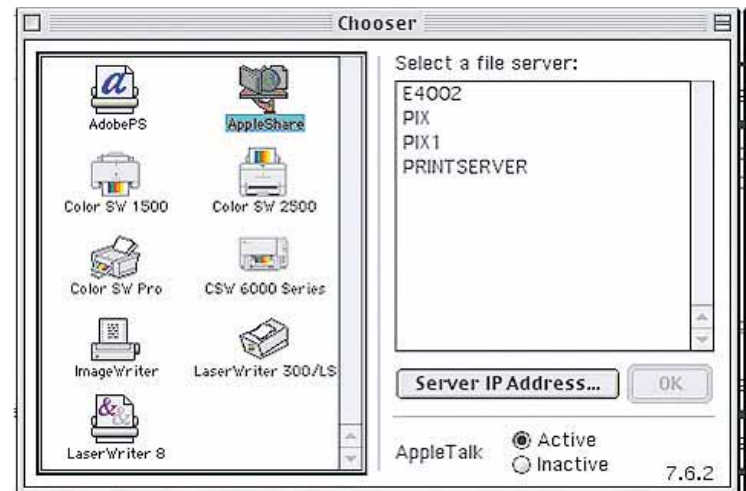 Chooser
AdobePS
AppleShare
Color SW 1500
Color SW 2500
Color SW Pro
CSW 6000 Series
ImageWriter
LaserWriter 300/LS
LaserWriter 8
Select a file server:
E4002
PIX
PIX1
PRINTSERVER
Server IP Address...
OK
AppleTalk
Active
Inactive
7.6.2